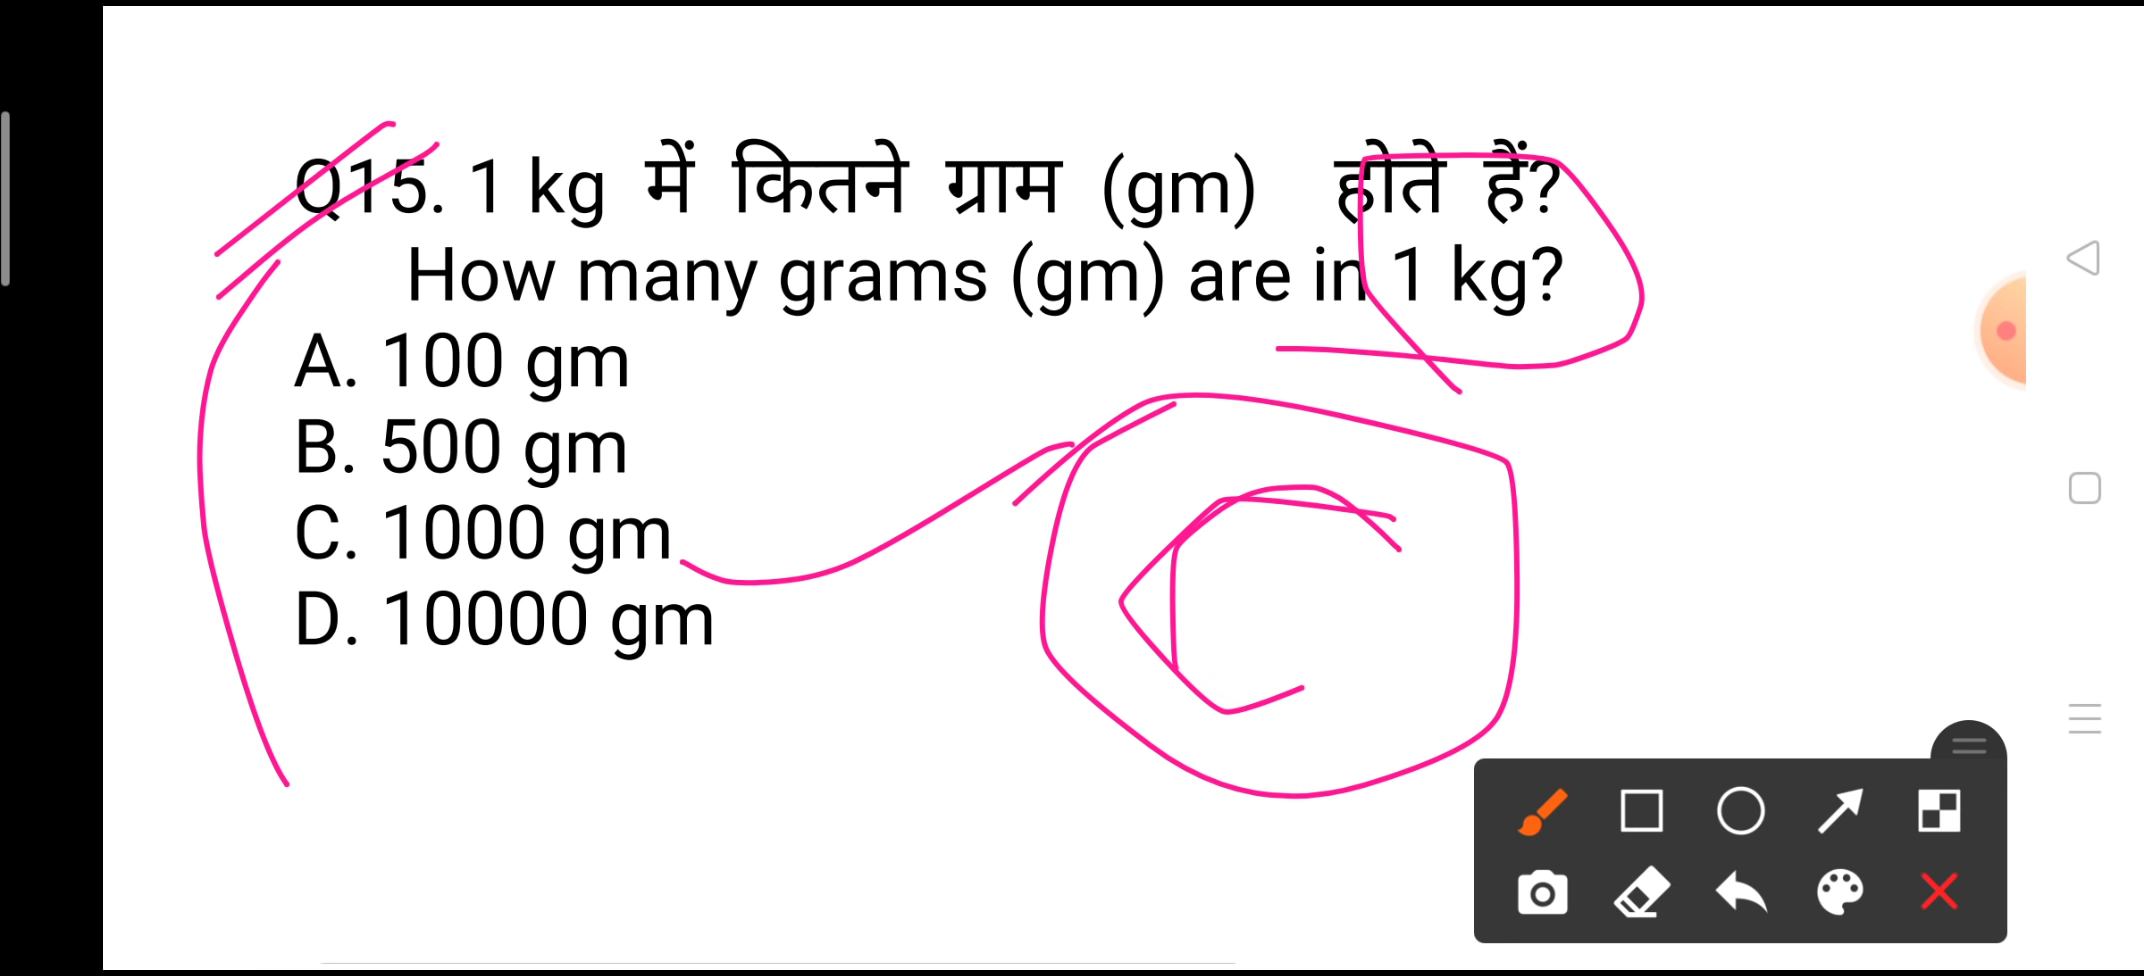 Q15. 1 kg में कितने ग्राम (gm) होते हैं?
How many grams (gm) are in 1 kg?
A. 100 gm
B. 500 gm
C. 1000 gm
D. 10000 gm
C